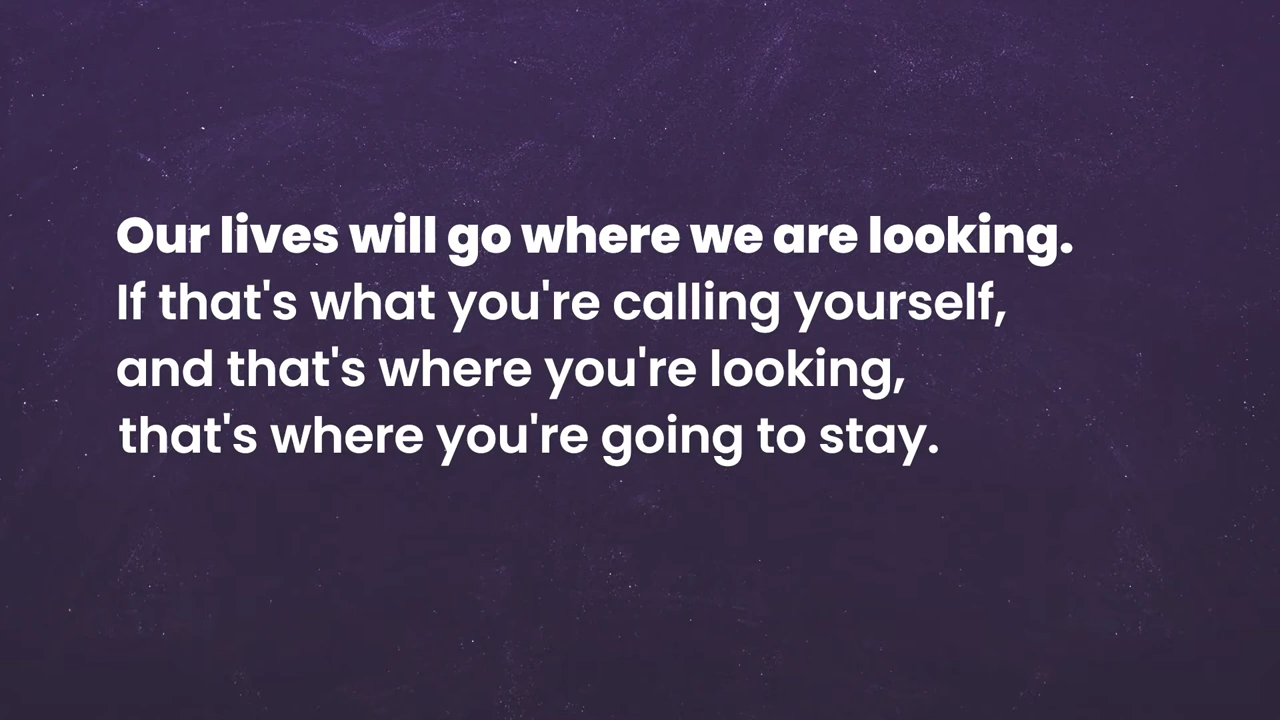 Our lives will go where we are looking.
If that's what you're calling yourself,
and that's where you're looking,
that's where you're going to stay.